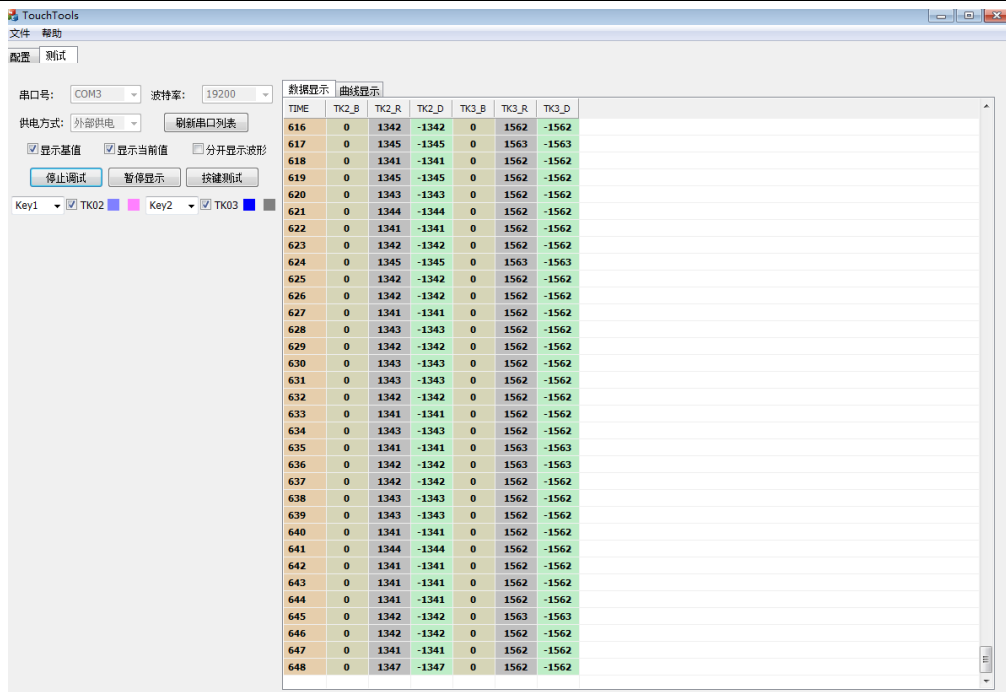 TouchTools
文件 帮助
配置 测试
串口号: COM3 波特率: 19200
供电方式: 外部供电 刷新串口列表
显示基值 显示当前值 分开显示波形
停止调试 暂停显示 按键测试
Key1 TK02 Key2 TK03
数据显示 曲线显示
TIME TK2_B TK2_R TK2_D TK3_B TK3_R TK3_D
616 0 1342 -1342 0 1562 -1562
617 0 1345 -1345 0 1563 -1563
618 0 1341 -1341 0 1562 -1562
619 0 1345 -1345 0 1562 -1562
620 0 1343 -1343 0 1562 -1562
621 0 1344 -1344 0 1562 -1562
622 0 1341 -1341 0 1562 -1562
623 0 1342 -1342 0 1562 -1562
624 0 1345 -1345 0 1563 -1563
625 0 1342 -1342 0 1562 -1562
626 0 1342 -1342 0 1562 -1562
627 0 1341 -1341 0 1562 -1562
628 0 1343 -1343 0 1562 -1562
629 0 1342 -1342 0 1562 -1562
630 0 1343 -1343 0 1562 -1562
631 0 1343 -1343 0 1562 -1562
632 0 1342 -1342 0 1562 -1562
633 0 1341 -1341 0 1562 -1562
634 0 1343 -1343 0 1562 -1562
635 0 1341 -1341 0 1563 -1563
636 0 1342 -1342 0 1563 -1563
637 0 1342 -1342 0 1562 -1562
638 0 1343 -1343 0 1562 -1562
639 0 1343 -1343 0 1562 -1562
640 0 1341 -1341 0 1562 -1562
641 0 1344 -1344 0 1562 -1562
642 0 1341 -1341 0 1562 -1562
643 0 1341 -1341 0 1562 -1562
644 0 1341 -1341 0 1562 -1562
645 0 1342 -1342 0 1563 -1563
646 0 1342 -1342 0 1562 -1562
647 0 1341 -1341 0 1562 -1562
648 0 1347 -1347 0 1562 -1562